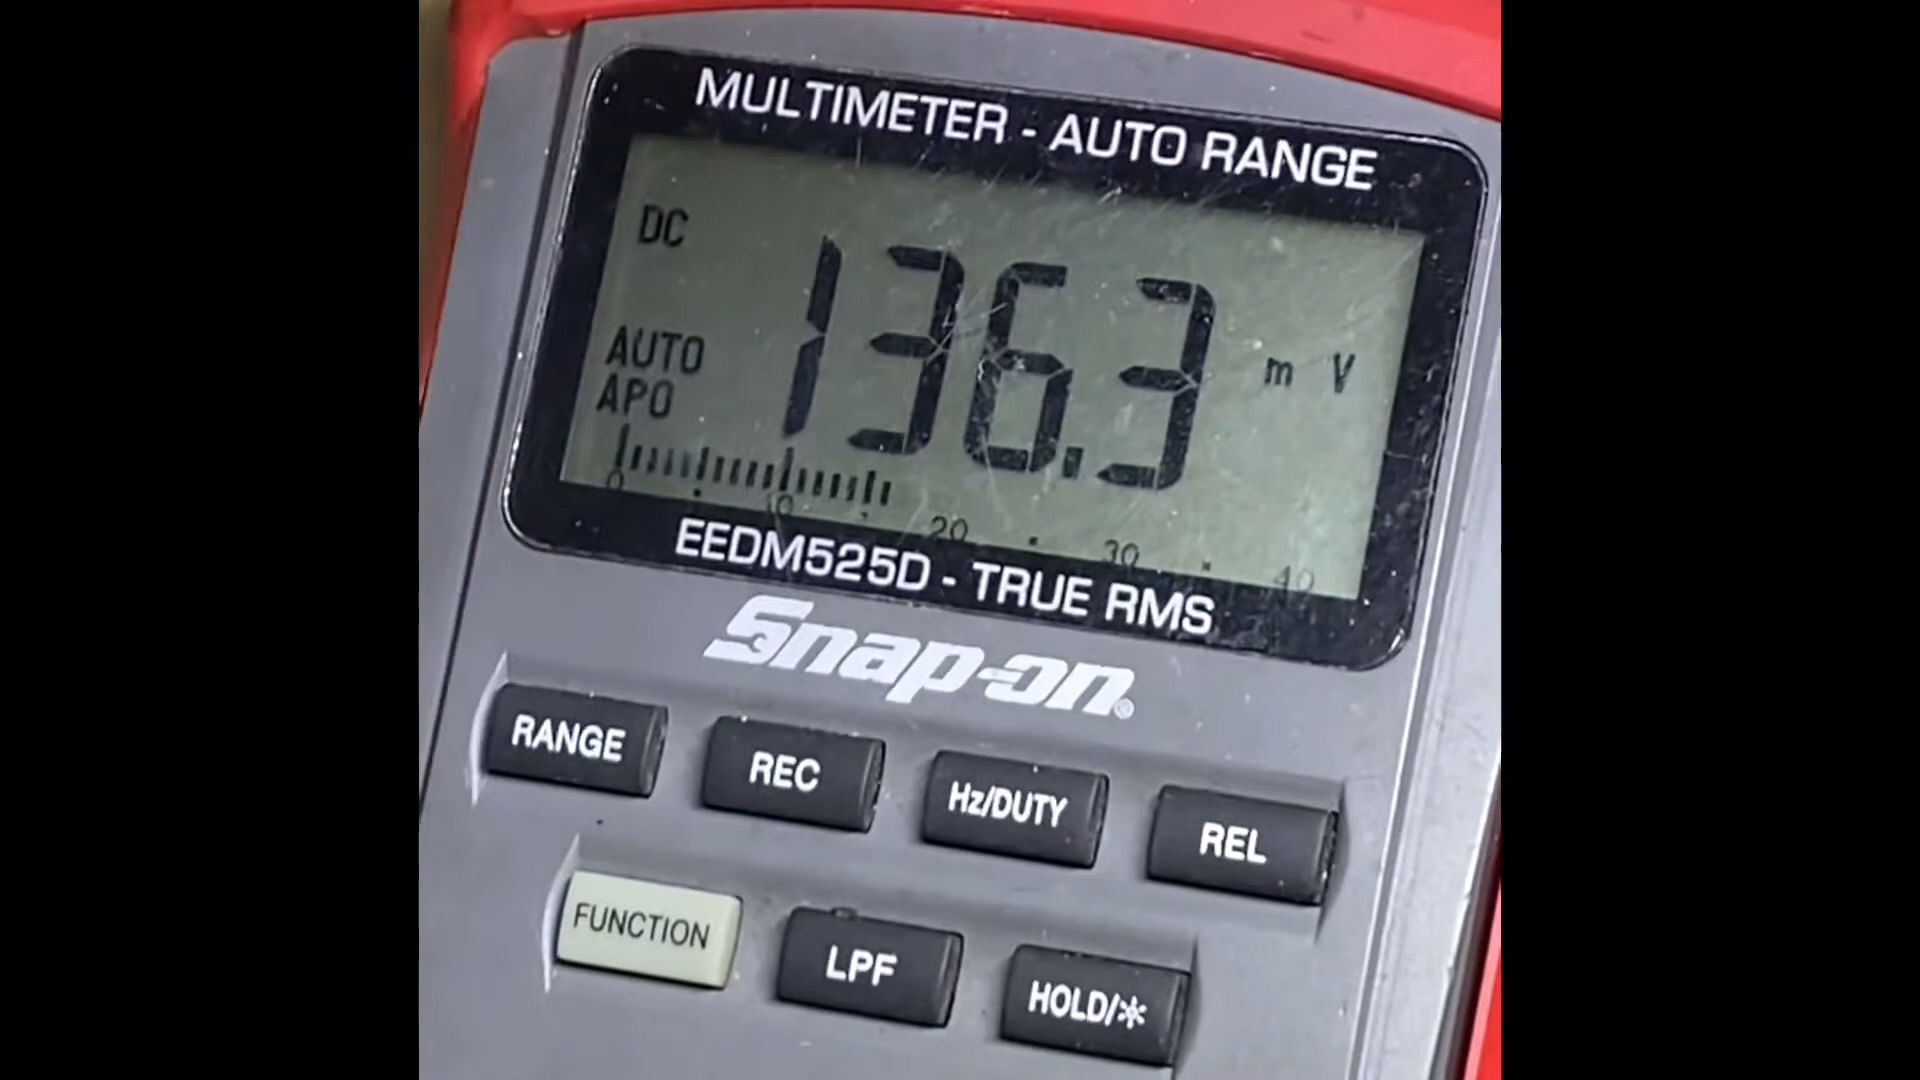 MULTIMETER - AUTO RANGE
DC
136.3 m V
AUTO
APO
0 10 20 30 40
EEDM525D - TRUE RMS
Snap-on®
RANGE REC Hz/DUTY REL
FUNCTION LPF HOLD/☼